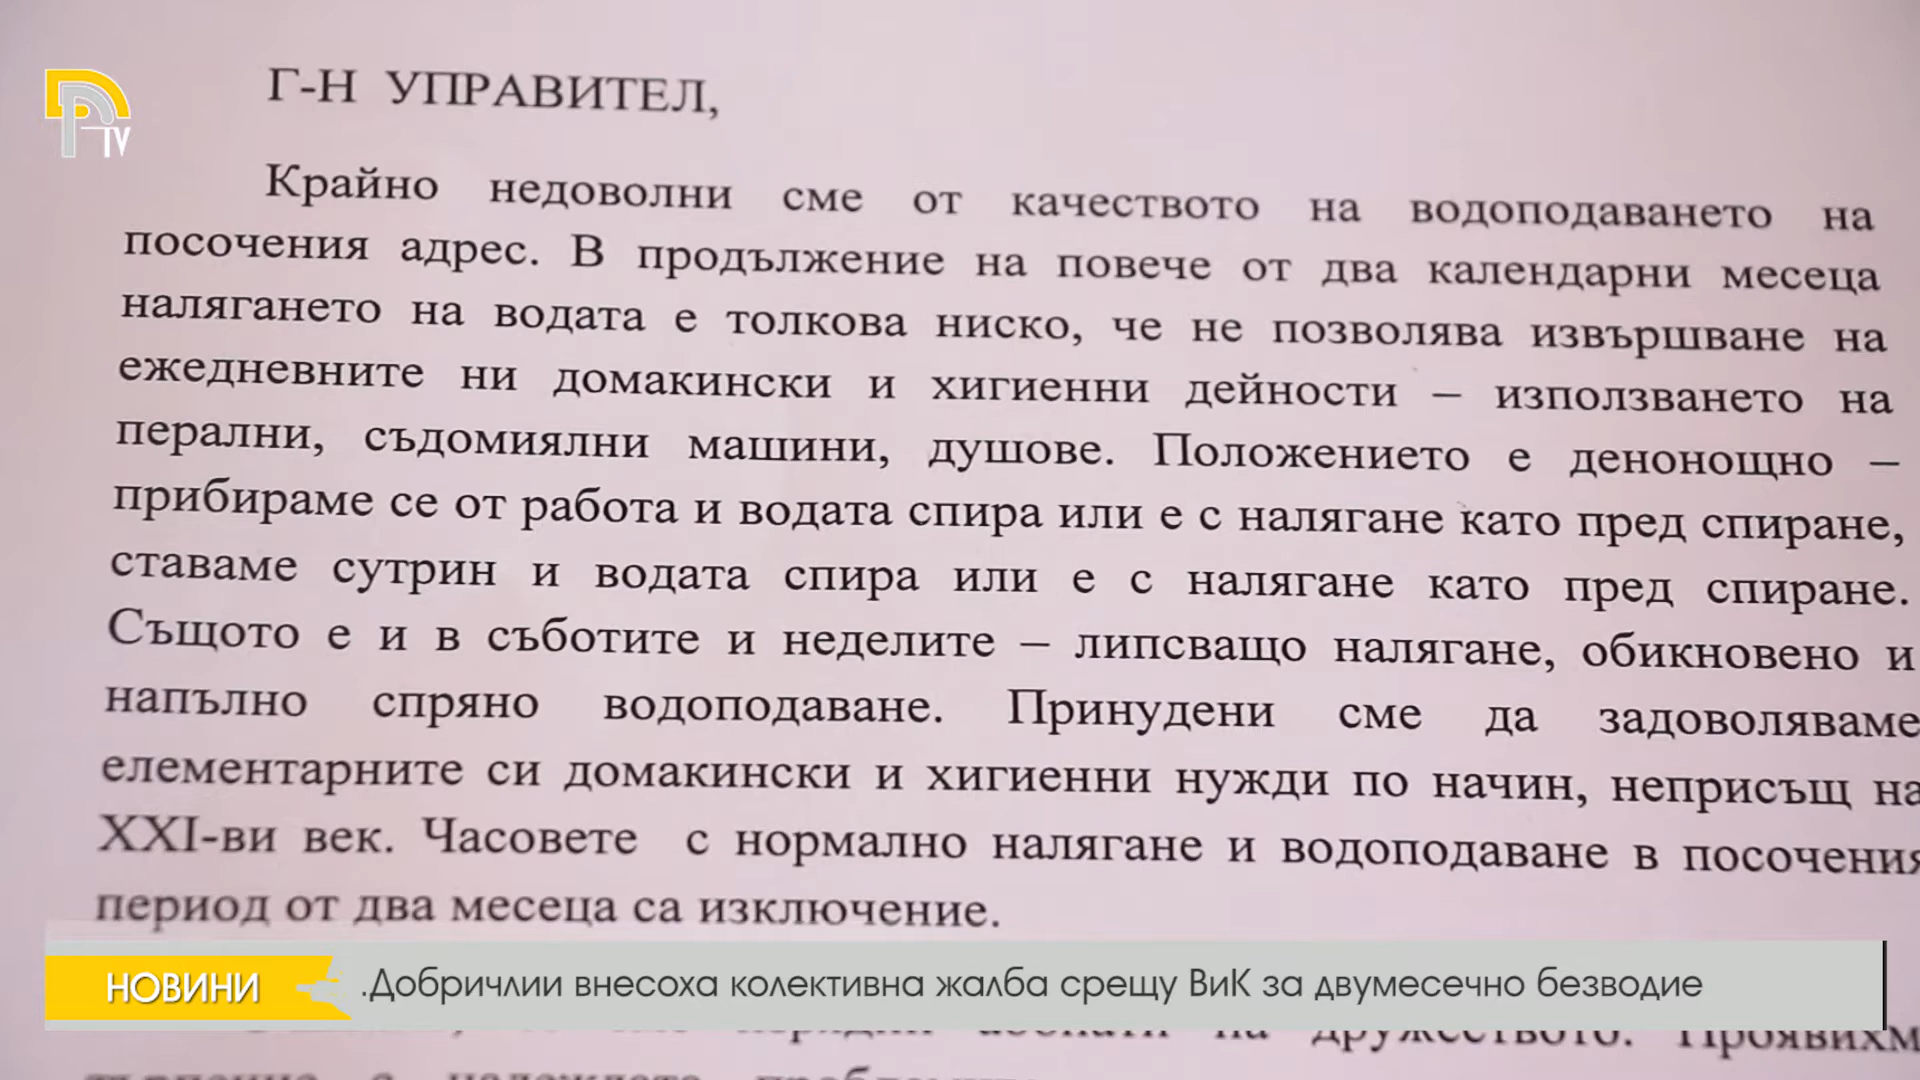 Г-Н УПРАВИТЕЛ,
TV
Крайно недоволни сме от качеството на водоподаването на
посочения адрес. В продължение на повече от два календарни месеца
налягането на водата е толкова ниско, че не позволява извършване на
ежедневните ни домакински и хигиенни дейности – използването на
перални, съдомиялни машини, душове. Положението е денонощно –
прибираме се от работа и водата спира или е с налягане като пред спиране,
ставаме сутрин и водата спира или е с налягане като пред спиране.
Същото е и в съботите и неделите – липсващо налягане, обикновено и
напълно спряно водоподаване. Принудени сме да задоволяваме
елементарните си домакински и хигиенни нужди по начин, неприсъщ на
XXI-ви век. Часовете с нормално налягане и водоподаване в посочения
период от два месеца са изключение.
НОВИНИ .Добричлии внесоха колективна жалба срещу ВиК за двумесечно безводие
на дружеството. Проявихм